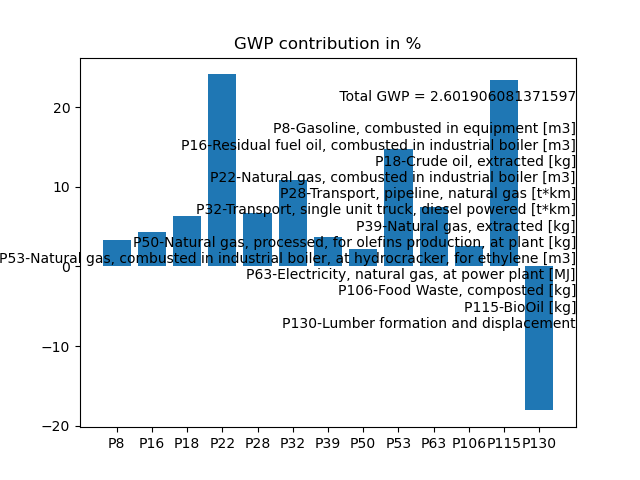 GWP contribution in %
20
10
0
−10
−20
Total GWP = 2.601906081371597
P8-Gasoline, combusted in equipment [m3]
P16-Residual fuel oil, combusted in industrial boiler [m3]
P18-Crude oil, extracted [kg]
P22-Natural gas, combusted in industrial boiler [m3]
P28-Transport, pipeline, natural gas [t*km]
P32-Transport, single unit truck, diesel powered [t*km]
P39-Natural gas, extracted [kg]
P50-Natural gas, processed, for olefins production, at plant [kg]
P53-Natural gas, combusted in industrial boiler, at hydrocracker, for ethylene [m3]
P63-Electricity, natural gas, at power plant [MJ]
P106-Food Waste, composted [kg]
P115-BioOil [kg]
P130-Lumber formation and displacement
P8 P16 P18 P22 P28 P32 P39 P50 P53 P63 P106 P115 P130